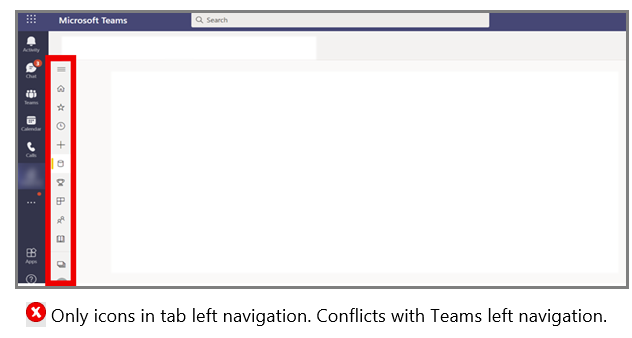 Microsoft Teams
Search
Activity
Chat
Teams
Calendar
Calls
Apps
Only icons in tab left navigation. Conflicts with Teams left navigation.